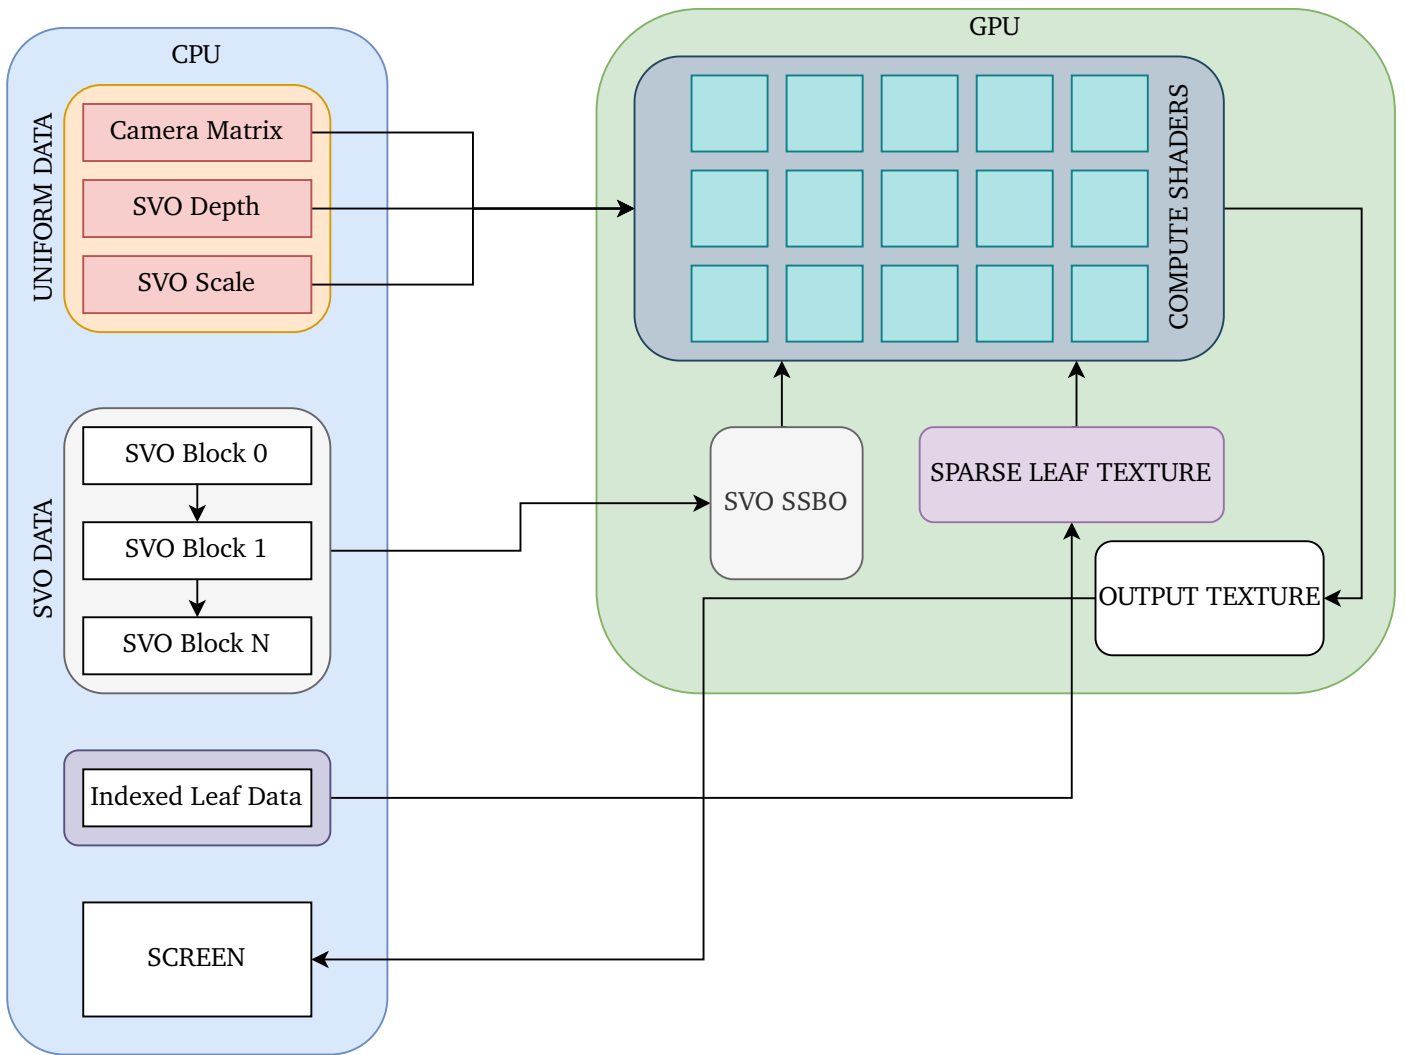 CPU
UNIFORM DATA
Camera Matrix
SVO Depth
SVO Scale
SVO DATA
SVO Block 0
SVO Block 1
SVO Block N
Indexed Leaf Data
SCREEN
GPU
COMPUTE SHADERS
SVO SSBO
SPARSE LEAF TEXTURE
OUTPUT TEXTURE